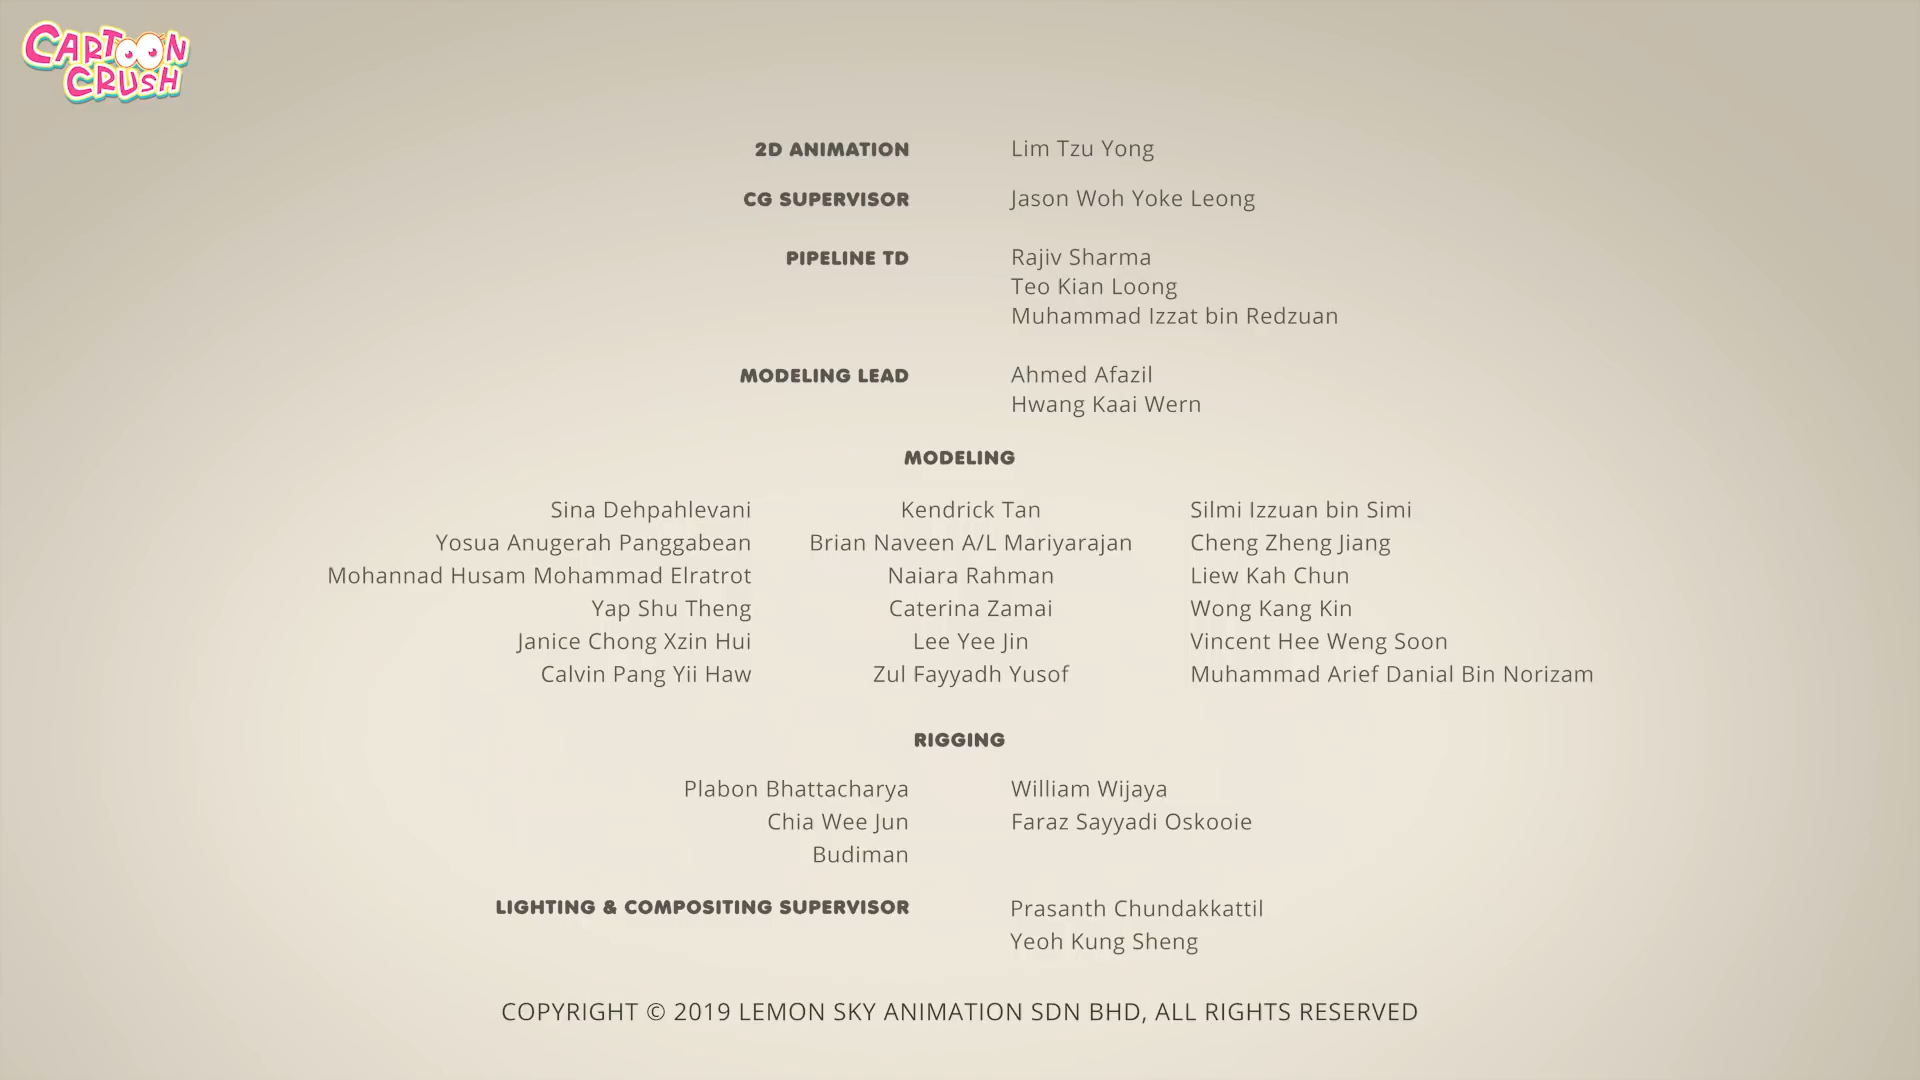 CARTOON
CRUSH
2D ANIMATION Lim Tzu Yong
CG SUPERVISOR Jason Woh Yoke Leong
PIPELINE TD Rajiv Sharma
Teo Kian Loong
Muhammad Izzat bin Redzuan
MODELING LEAD Ahmed Afazil
Hwang Kaai Wern
MODELING
Sina Dehpahlevani Kendrick Tan Silmi Izzuan bin Simi
Yosua Anugerah Panggabean Brian Naveen A/L Mariyarajan Cheng Zheng Jiang
Mohannad Husam Mohammad Elratrot Naiara Rahman Liew Kah Chun
Yap Shu Theng Caterina Zamai Wong Kang Kin
Janice Chong Xzin Hui Lee Yee Jin Vincent Hee Weng Soon
Calvin Pang Yii Haw Zul Fayyadh Yusof Muhammad Arief Danial Bin Norizam
RIGGING
Plabon Bhattacharya William Wijaya
Chia Wee Jun Faraz Sayyadi Oskooie
Budiman
LIGHTING & COMPOSITING SUPERVISOR Prasanth Chundakkattil
Yeoh Kung Sheng
COPYRIGHT © 2019 LEMON SKY ANIMATION SDN BHD, ALL RIGHTS RESERVED